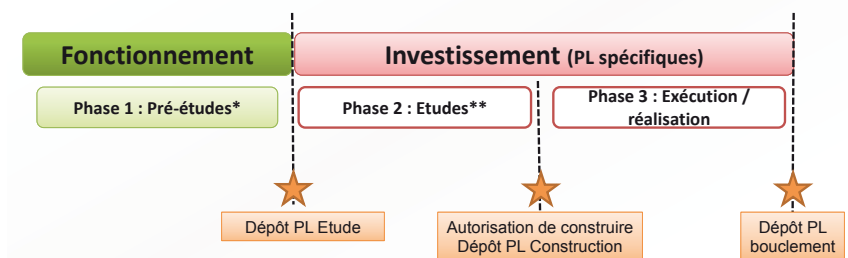 Fonctionnement
Investissement (PL spécifiques)
Phase 1 : Pré-études*
Phase 2 : Etudes**
Phase 3 : Exécution /
réalisation
Dépôt PL Etude
Autorisation de construire
Dépôt PL Construction
Dépôt PL
bouclement